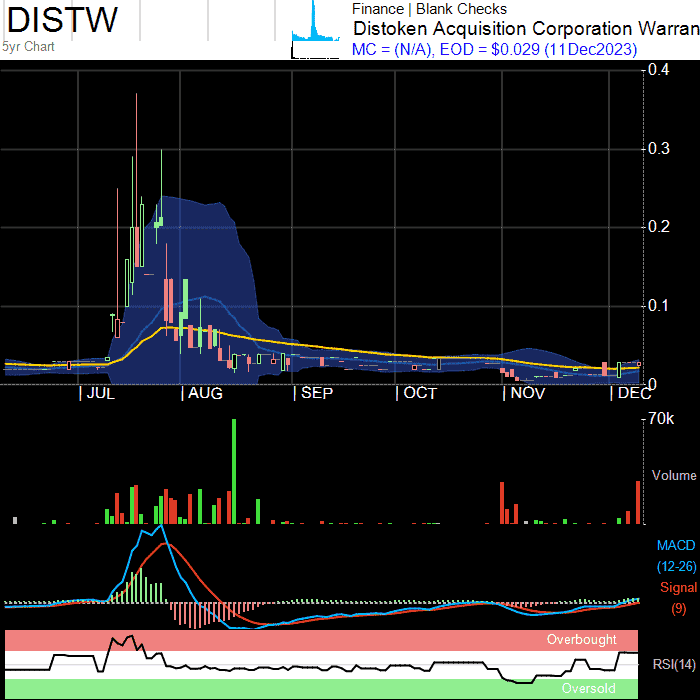 DISTW
Finance | Blank Checks
Distoken Acquisition Corporation Warran
5yr Chart
MC = (N/A), EOD = $0.029 (11Dec2023)
0.4
0.3
0.2
0.1
0
JUL AUG SEP OCT NOV DEC
70k
Volume
MACD
(12-26)
Signal
(9)
Overbought
RSI(14)
Oversold